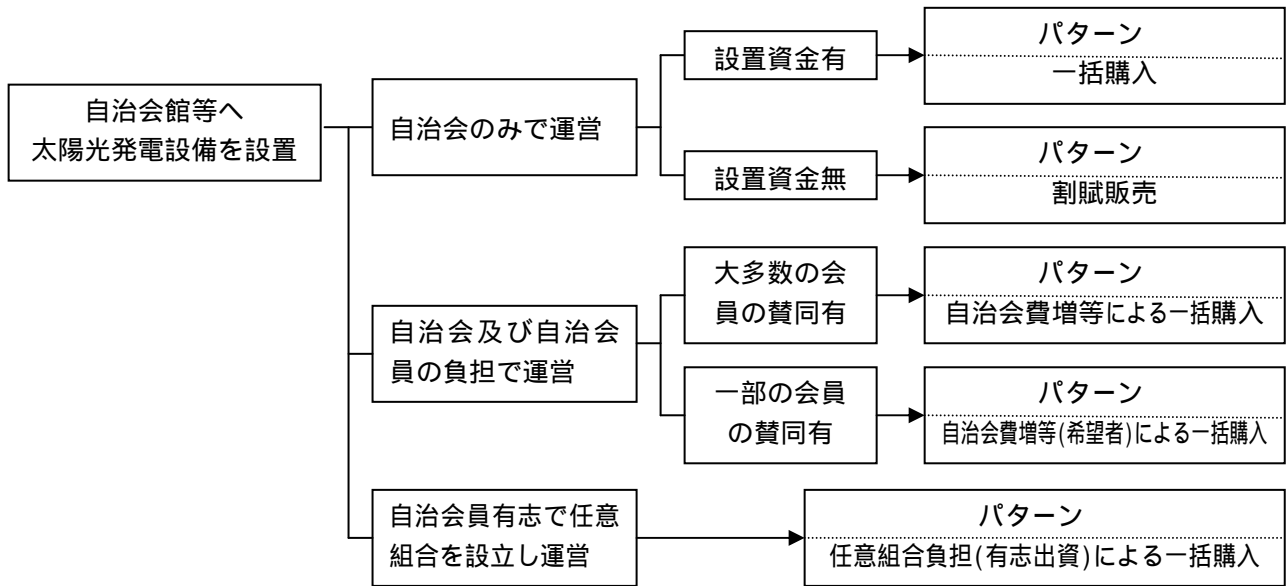 自治会館等へ
太陽光発電設備を設置
自治会のみで運営
設置資金有
パターン
一括購入
設置資金無
パターン
割賦販売
自治会及び自治会
員の負担で運営
大多数の会
員の賛同有
パターン
自治会費増等による一括購入
一部の会員
の賛同有
パターン
自治会費増等(希望者)による一括購入
自治会員有志で任意
組合を設立し運営
パターン
任意組合負担(有志出資)による一括購入